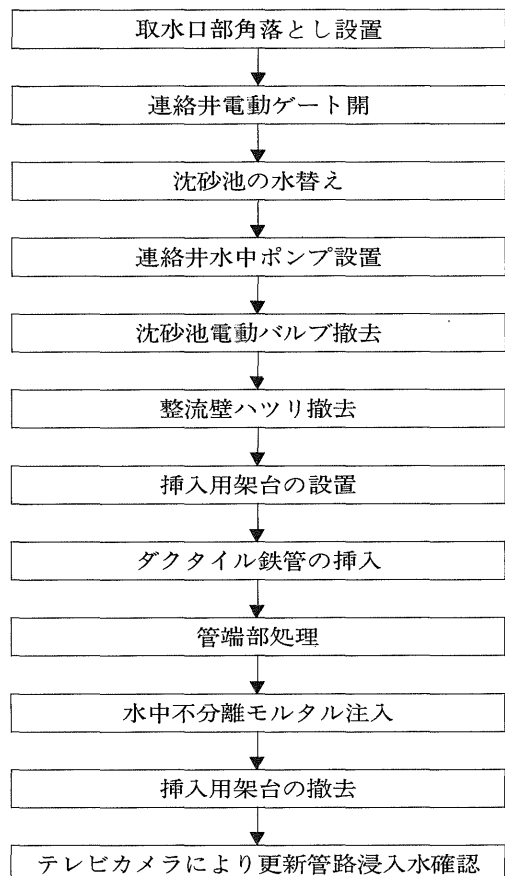 取水口部角落とし設置
連絡井電動ゲート開
沈砂池の水替え
連絡井水中ポンプ設置
沈砂池電動バルブ撤去
整流壁ハツリ撤去
挿入用架台の設置
ダクタイル鉄管の挿入
管端部処理
水中不分離モルタル注入
挿入用架台の撤去
テレビカメラにより更新管路浸入水確認